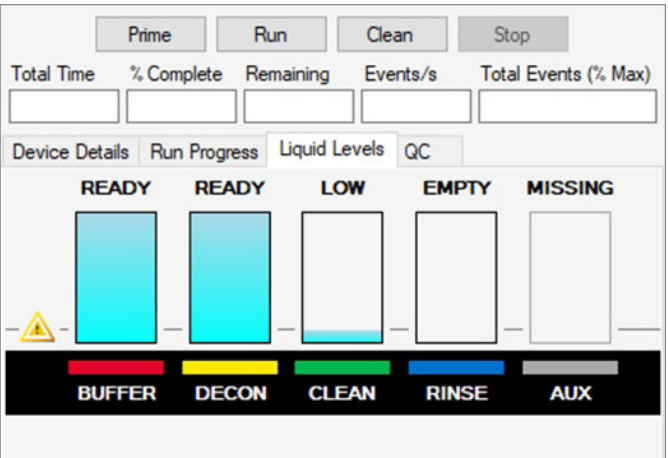 Prime Run Clean Stop
Total Time % Complete Remaining Events/s Total Events (% Max)
Device Details Run Progress Liquid Levels QC
READY READY LOW EMPTY MISSING
BUFFER DECON CLEAN RINSE AUX